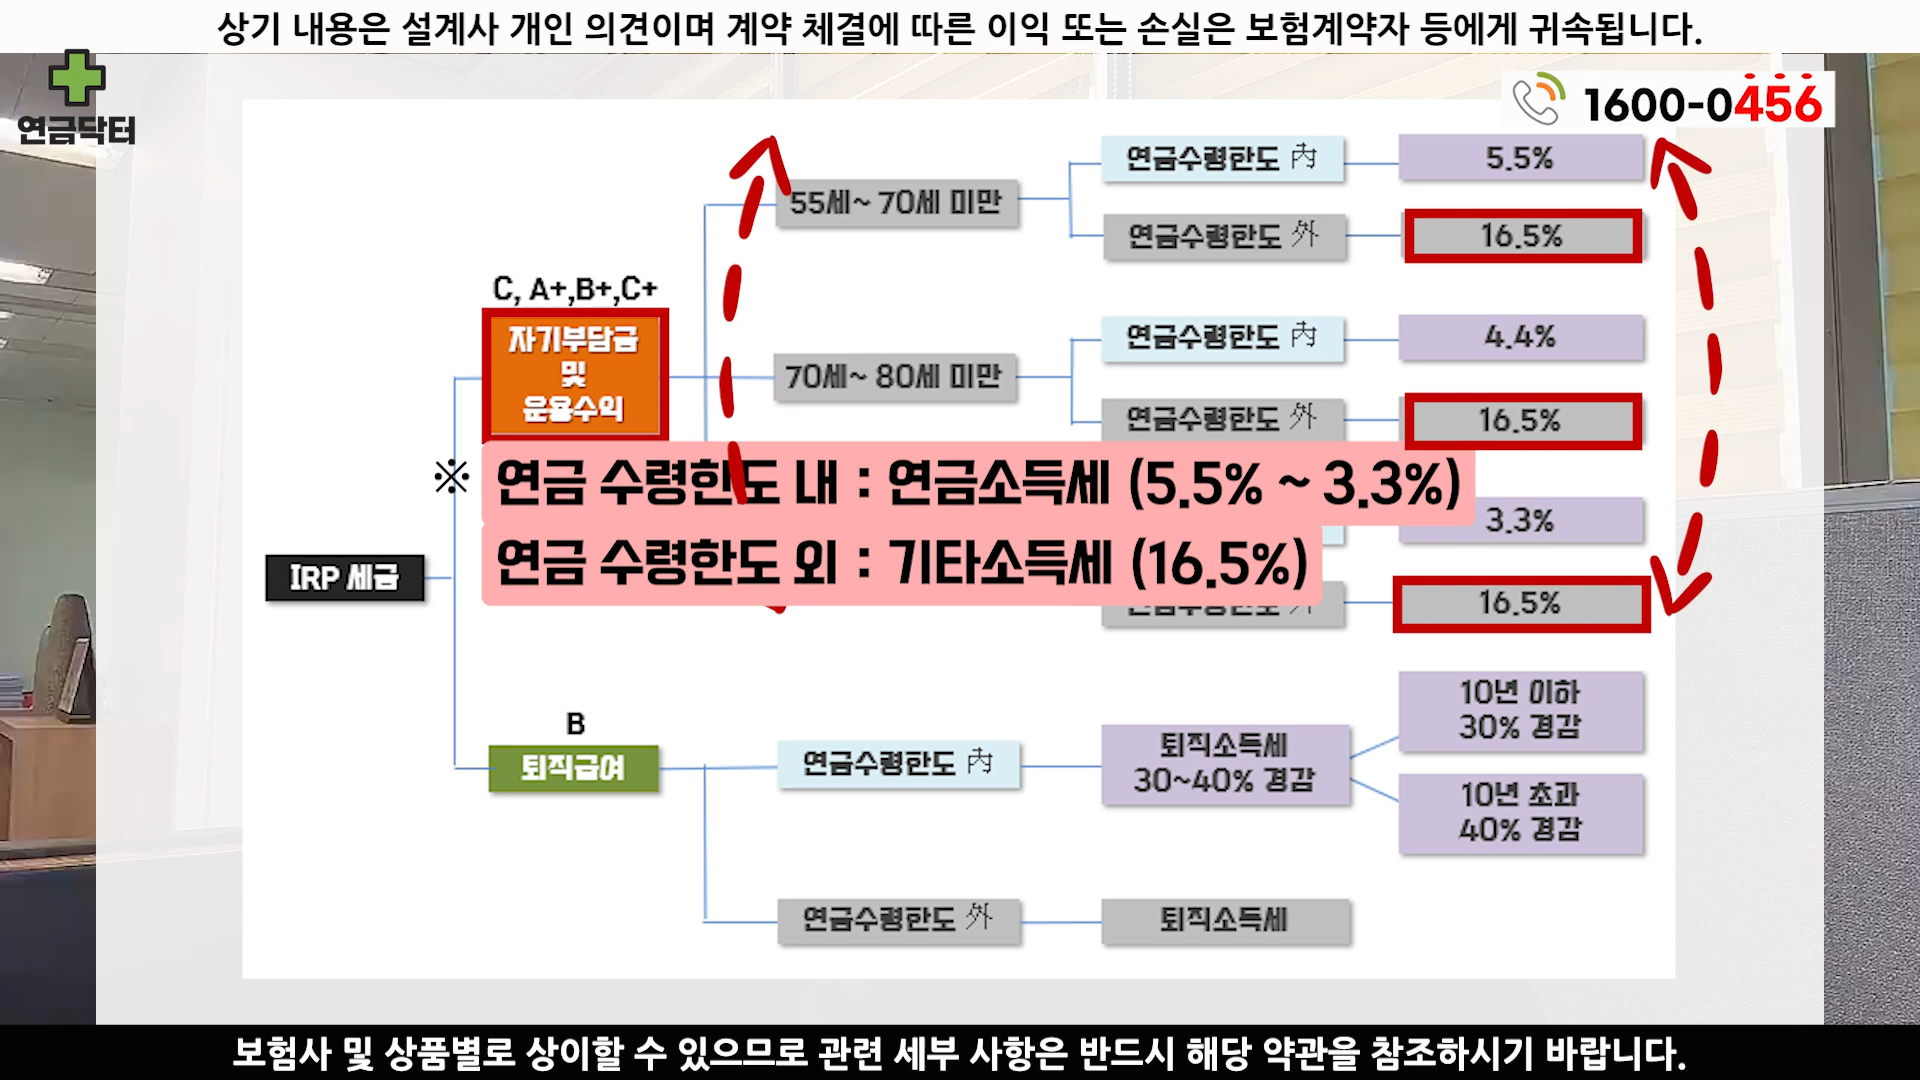 상기 내용은 설계사 개인 의견이며 계약 체결에 따른 이익 또는 손실은 보험계약자 등에게 귀속됩니다.
연금닥터
1600-0456
연금수령한도 內
5.5%
55세~ 70세 미만
연금수령한도 外
16.5%
C, A+,B+,C+
자기부담금
및
운용수익
연금수령한도 內
4.4%
70세~ 80세 미만
연금수령한도 外
16.5%
※ 연금 수령한도 내 : 연금소득세 (5.5% ~ 3.3%)
3.3%
연금 수령한도 외 : 기타소득세 (16.5%)
IRP 세금
연금수령한도 外
16.5%
10년 이하
30% 경감
B
퇴직급여
연금수령한도 內
퇴직소득세
30~40% 경감
10년 초과
40% 경감
연금수령한도 外
퇴직소득세
보험사 및 상품별로 상이할 수 있으므로 관련 세부 사항은 반드시 해당 약관을 참조하시기 바랍니다.